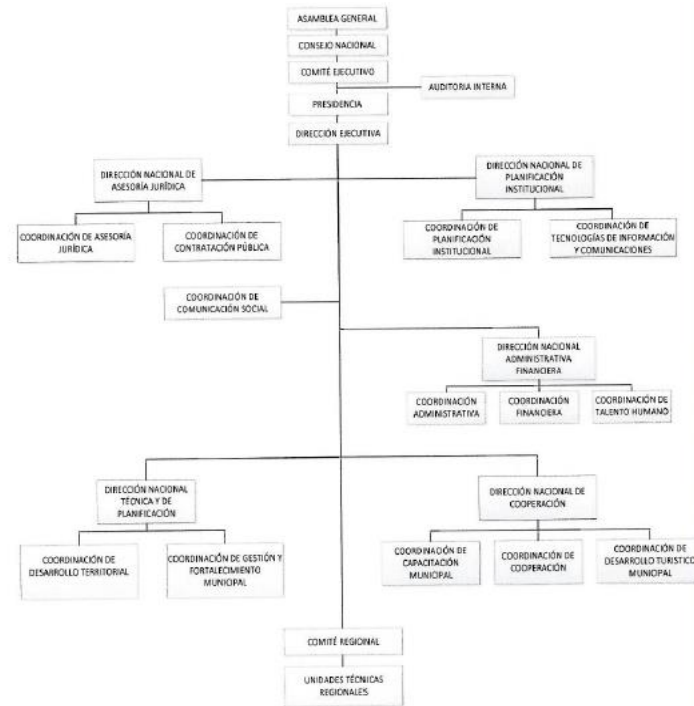 ASAMBLEA GENERAL
CONSEJO NACIONAL
COMITÉ EJECUTIVO
AUDITORIA INTERNA
PRESIDENCIA
DIRECCIÓN EJECUTIVA
DIRECCIÓN NACIONAL DE
ASESORÍA JURÍDICA
DIRECCIÓN NACIONAL DE
PLANIFICACIÓN
INSTITUCIONAL
COORDINACIÓN DE ASESORÍA
JURÍDICA
COORDINACIÓN DE
CONTRATACIÓN PÚBLICA
COORDINACIÓN DE
PLANIFICACIÓN
INSTITUCIONAL
COORDINACIÓN DE
TECNOLOGÍAS DE INFORMACIÓN
Y COMUNICACIONES
COORDINACIÓN DE
COMUNICACIÓN SOCIAL
DIRECCIÓN NACIONAL
ADMINISTRATIVA
FINANCIERA
COORDINACIÓN
ADMINISTRATIVA
COORDINACIÓN
FINANCIERA
COORDINACIÓN DE
TALENTO HUMANO
DIRECCIÓN NACIONAL
TÉCNICA Y DE
PLANIFICACIÓN
DIRECCIÓN NACIONAL DE
COOPERACIÓN
COORDINACIÓN DE
DESARROLLO TERRITORIAL
COORDINACIÓN DE GESTIÓN Y
FORTALECIMIENTO
MUNICIPAL
COORDINACIÓN DE
CAPACITACIÓN
MUNICIPAL
COORDINACIÓN DE
COOPERACIÓN
COORDINACIÓN DE
DESARROLLO TURISTICO
MUNICIPAL
COMITÉ REGIONAL
UNIDADES TÉCNICAS
REGIONALES